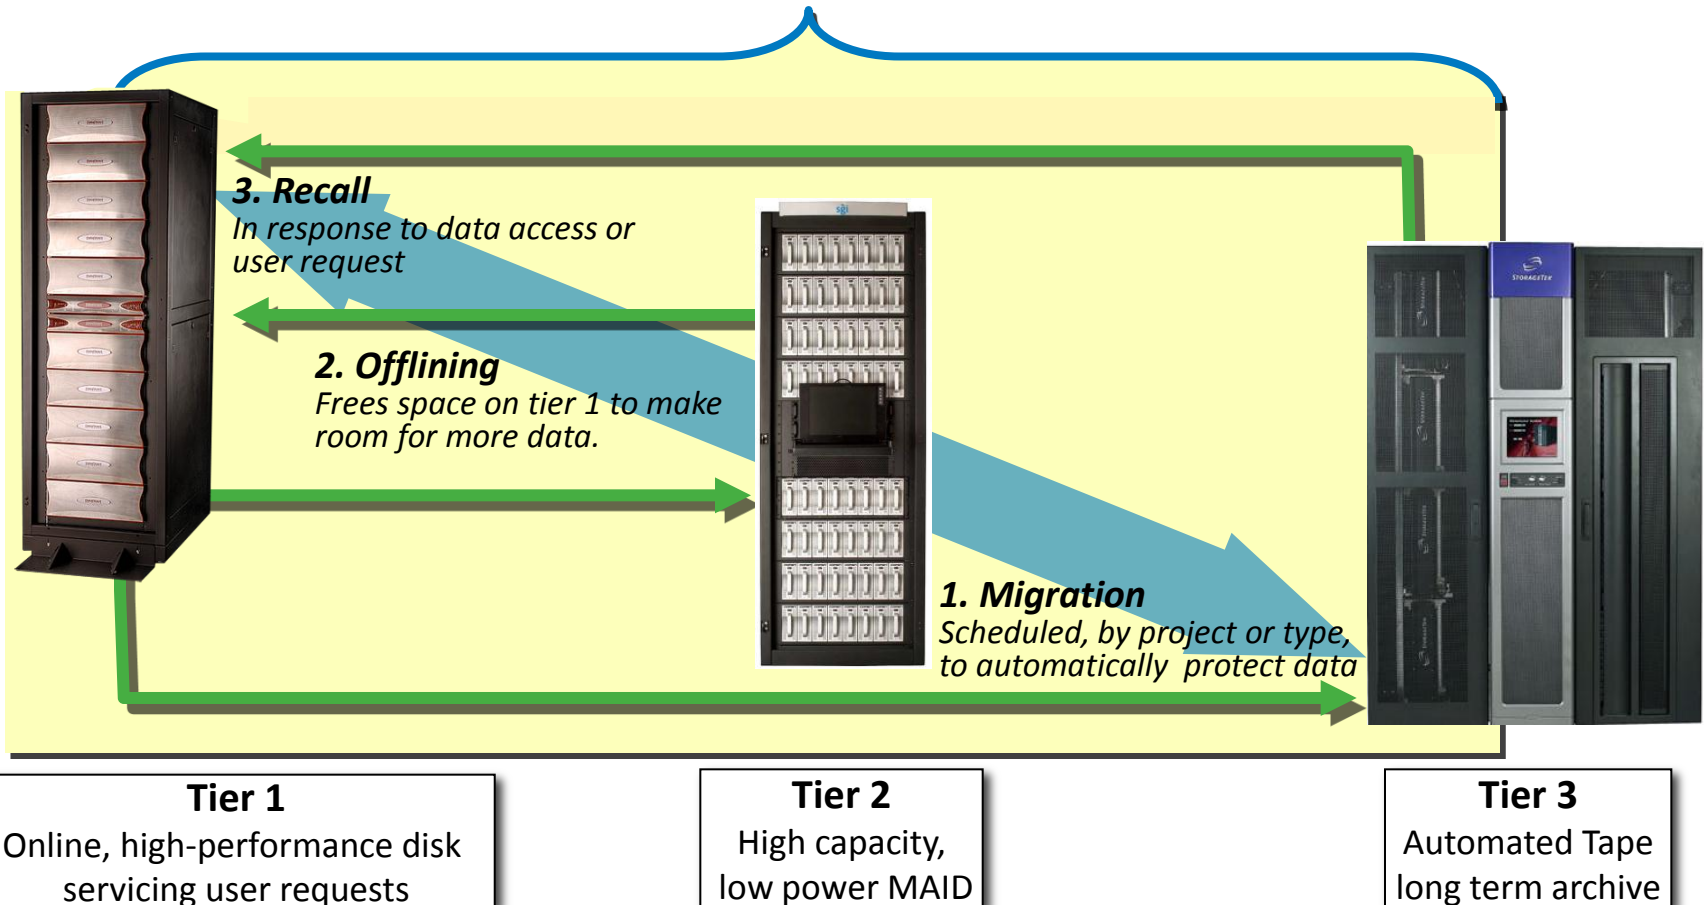 3. Recall
In response to data access or
user request
2. Offlining
Frees space on tier 1 to make
room for more data.
1. Migration
Scheduled, by project or type,
to automatically protect data
sgi
STORAGETEK
Tier 1
Online, high-performance disk
servicing user requests
Tier 2
High capacity,
low power MAID
Tier 3
Automated Tape
long term archive